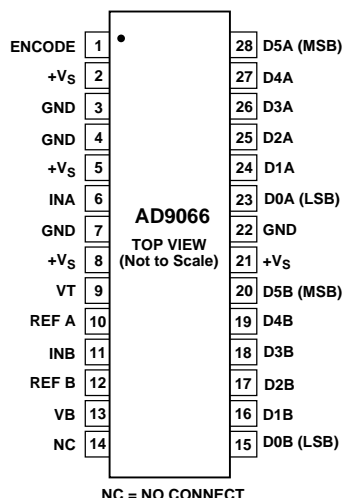 ENCODE 1
+VS 2
GND 3
GND 4
+VS 5
INA 6
GND 7
+VS 8
VT 9
REF A 10
INB 11
REF B 12
VB 13
NC 14
AD9066
TOP VIEW
(Not to Scale)
28 D5A (MSB)
27 D4A
26 D3A
25 D2A
24 D1A
23 D0A (LSB)
22 GND
21 +VS
20 D5B (MSB)
19 D4B
18 D3B
17 D2B
16 D1B
15 D0B (LSB)
NC = NO CONNECT